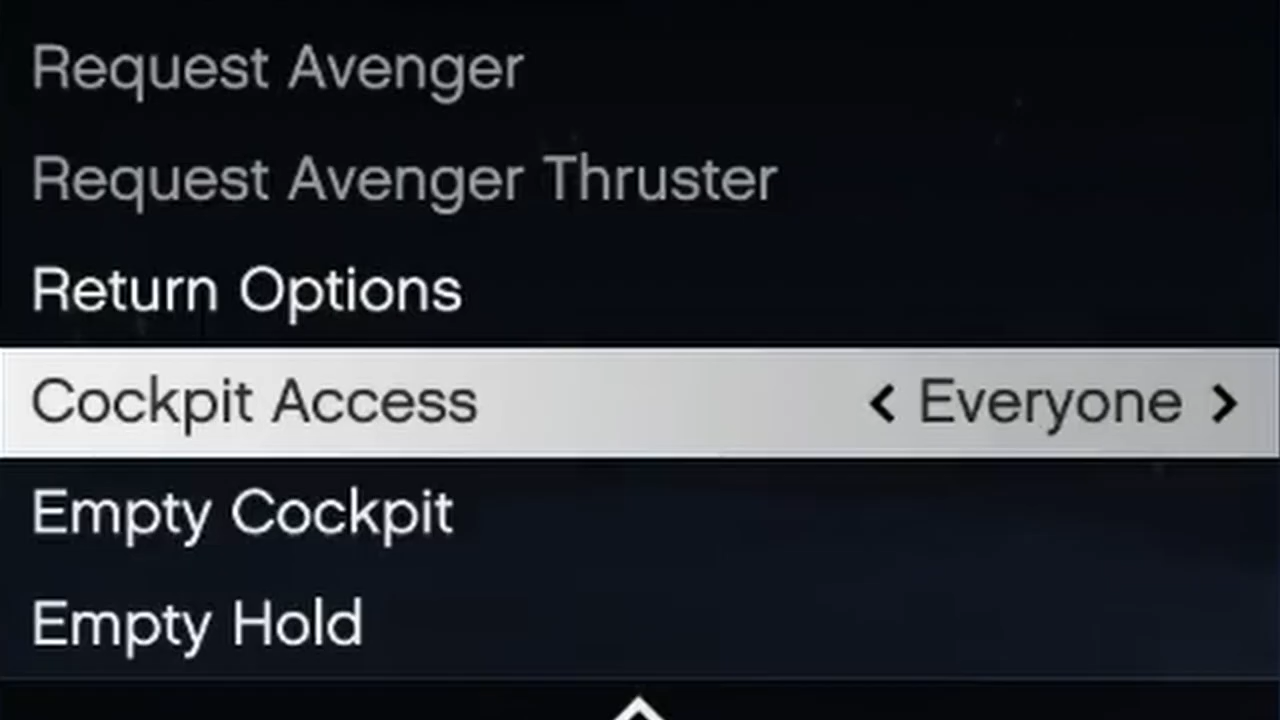 Request Avenger
Request Avenger Thruster
Return Options
Cockpit Access < Everyone >
Empty Cockpit
Empty Hold